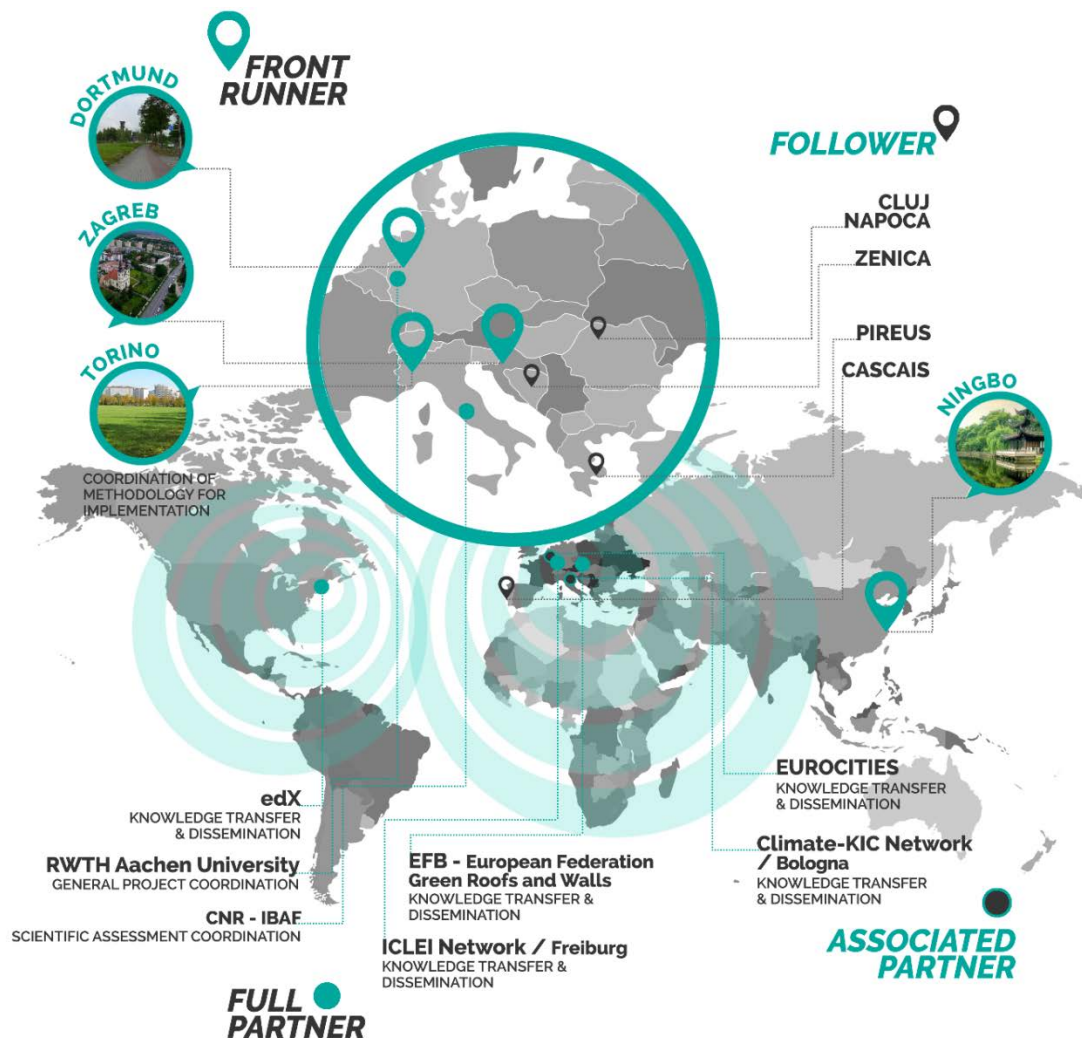 FRONT
RUNNER
DORTMUND
FOLLOWER
CLUJ
NAPOCA
ZAGREB
ZENICA
PIREUS
TORINO
CASCAIS
NINGBO
COORDINATION OF
METHODOLOGY FOR
IMPLEMENTATION
EUROCITIES
KNOWLEDGE TRANSFER
& DISSEMINATION
edX
KNOWLEDGE TRANSFER
& DISSEMINATION
Climate-KIC Network
/ Bologna
KNOWLEDGE TRANSFER
& DISSEMINATION
RWTH Aachen University
GENERAL PROJECT COORDINATION
EFB - European Federation
Green Roofs and Walls
KNOWLEDGE TRANSFER &
DISSEMINATION
CNR - IBAF
SCIENTIFIC ASSESSMENT COORDINATION
ICLEI Network / Freiburg
KNOWLEDGE TRANSFER &
DISSEMINATION
ASSOCIATED
PARTNER
FULL
PARTNER